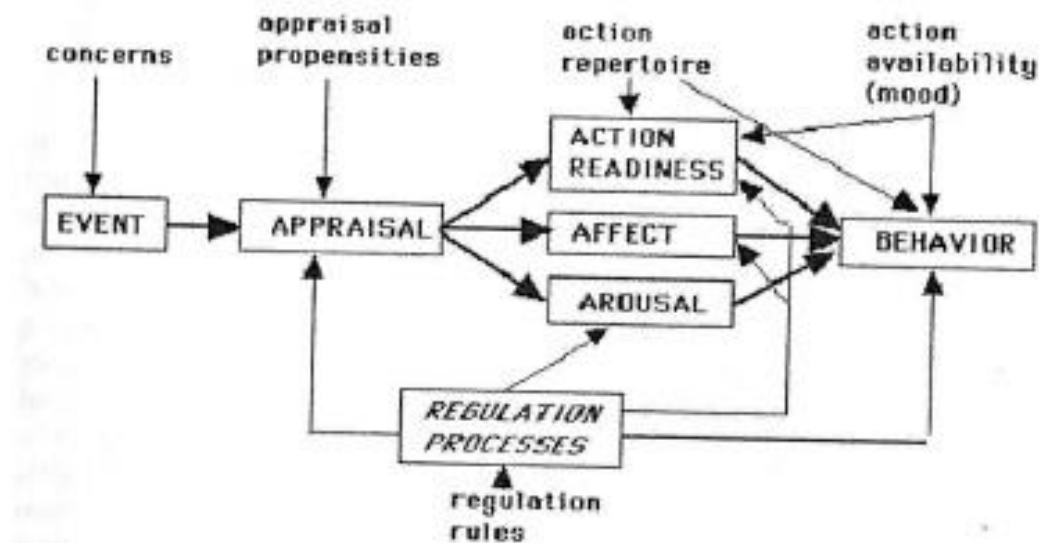 concerns
appraisal
propensities
action
repertoire
action
availability
(mood)
EVENT
APPRAISAL
ACTION
READINESS
AFFECT
AROUSAL
BEHAVIOR
REGULATION
PROCESSES
regulation
rules